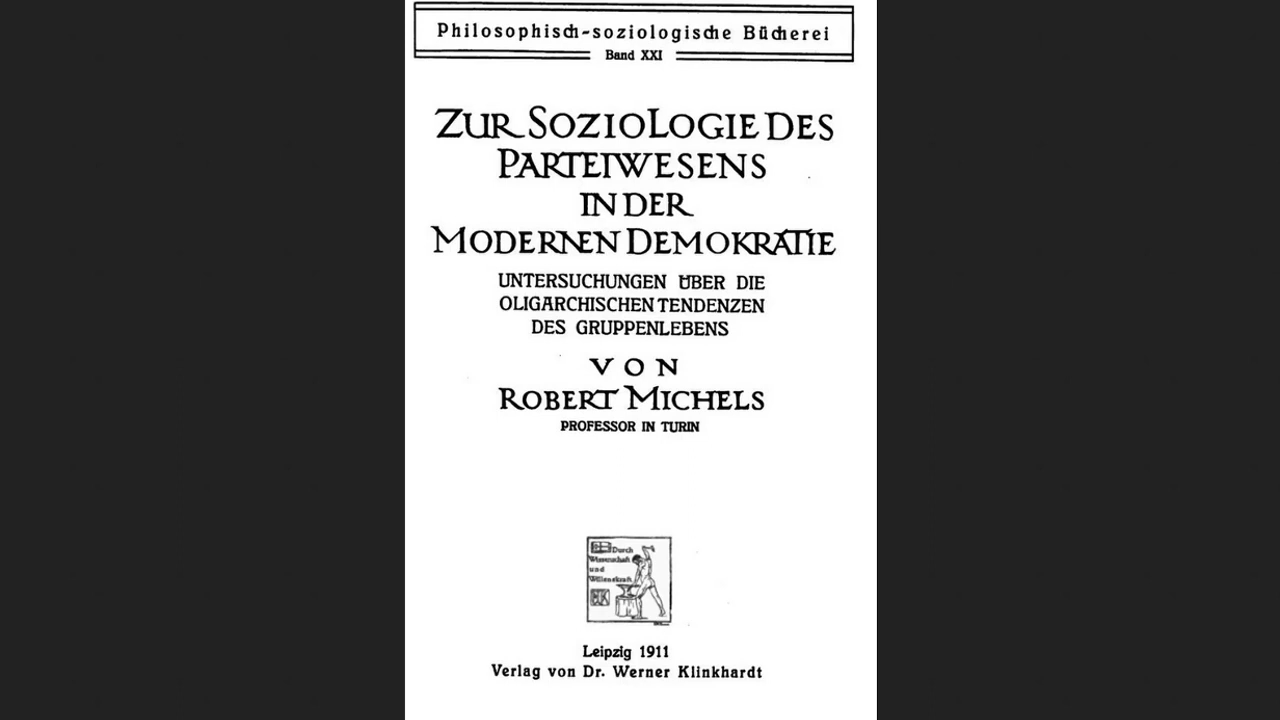 Philosophisch-soziologische Bücherei
Band XXI
ZUR SOZIOLOGIE DES
PARTEIWESENS
IN DER
MODERNEN DEMOKRATIE
UNTERSUCHUNGEN ÜBER DIE
OLIGARCHISCHEN TENDENZEN
DES GRUPPENLEBENS
VON
ROBERT MICHELS
PROFESSOR IN TURIN
Durch
Wissenschaft
und
Willenskraft
Leipzig 1911
Verlag von Dr. Werner Klinkhardt